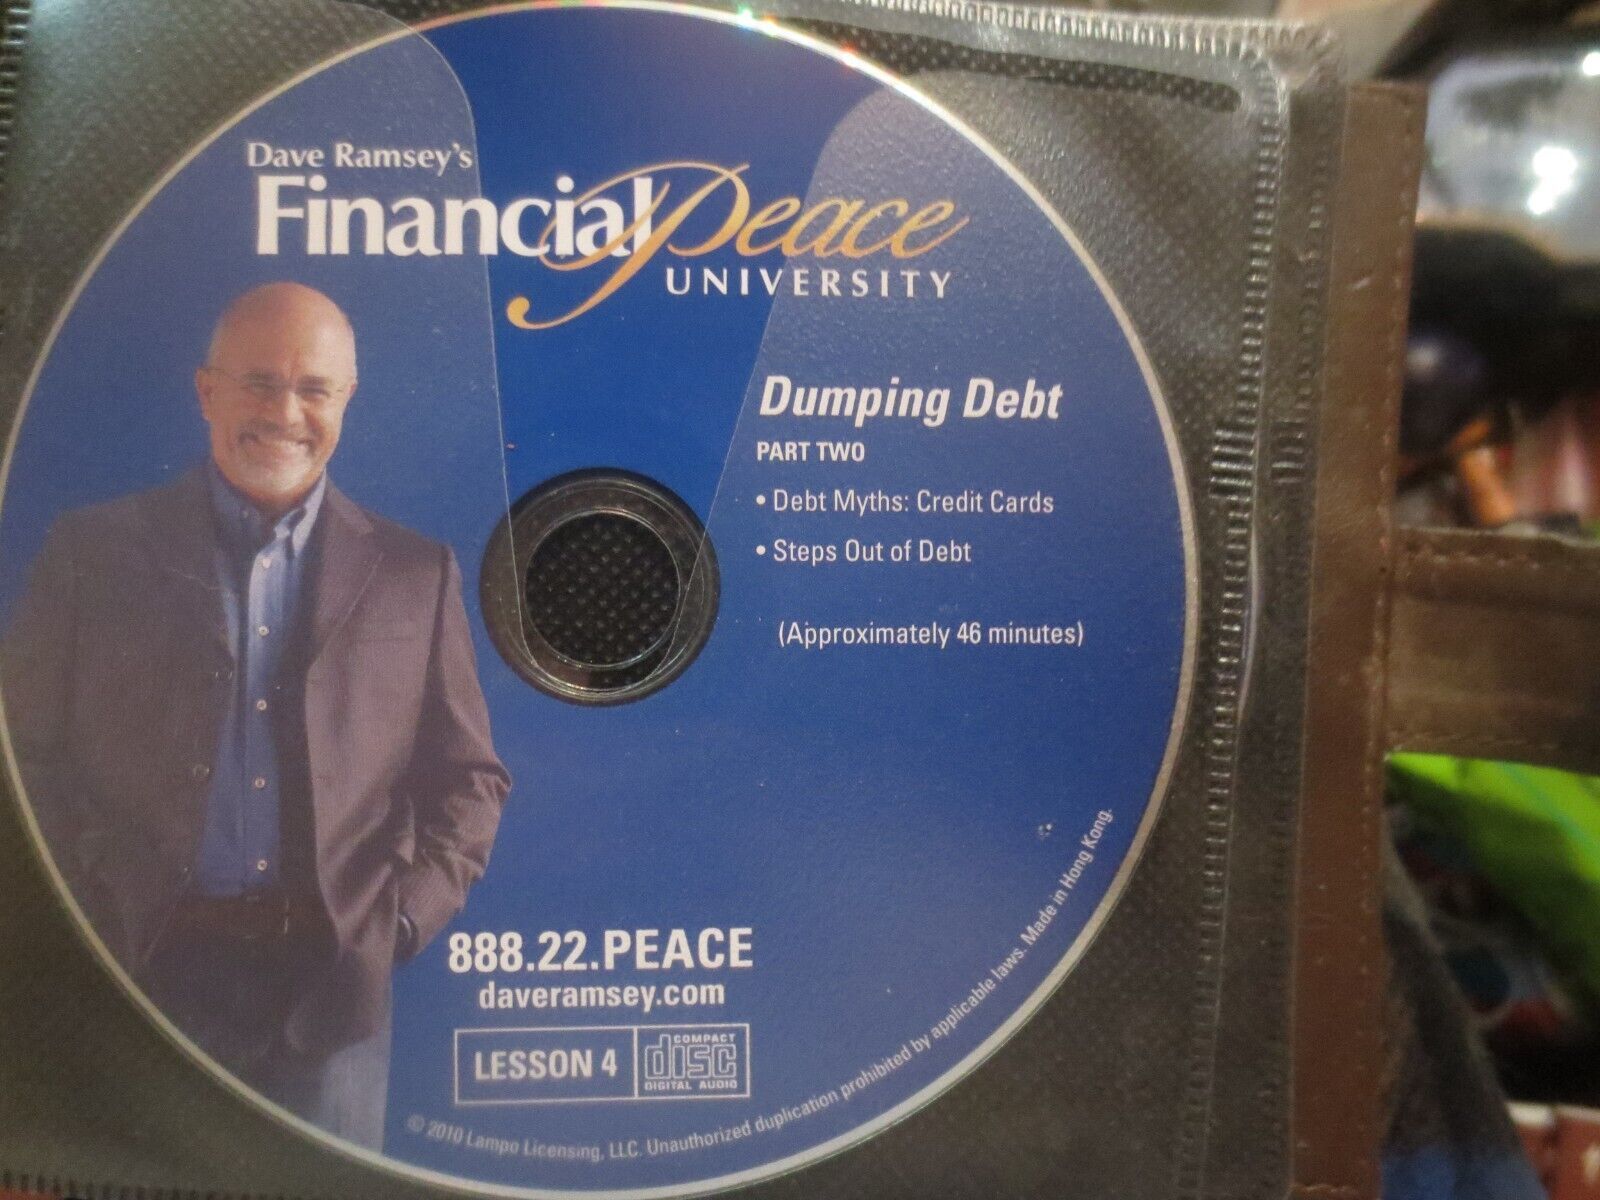 Dave Ramsey's
Financial Peace
UNIVERSITY
Dumping Debt
PART TWO
• Debt Myths: Credit Cards
• Steps Out of Debt
(Approximately 46 minutes)
888.22.PEACE
daveramsey.com
LESSON 4
COMPACT
disc
DIGITAL AUDIO
© 2010 Lampo Licensing, LLC. Unauthorized duplication prohibited by applicable laws. Made in Hong Kong.